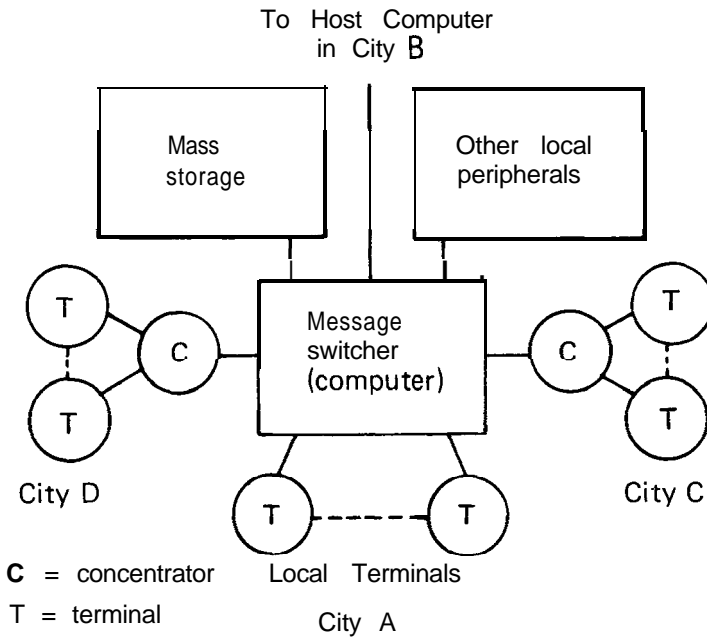 To Host Computer
in City B
Mass
storage
Other local
peripherals
T
T
C
Message
switcher
(computer)
C
T
T
City D
T
T
City C
C = concentrator
Local Terminals
T = terminal
City A